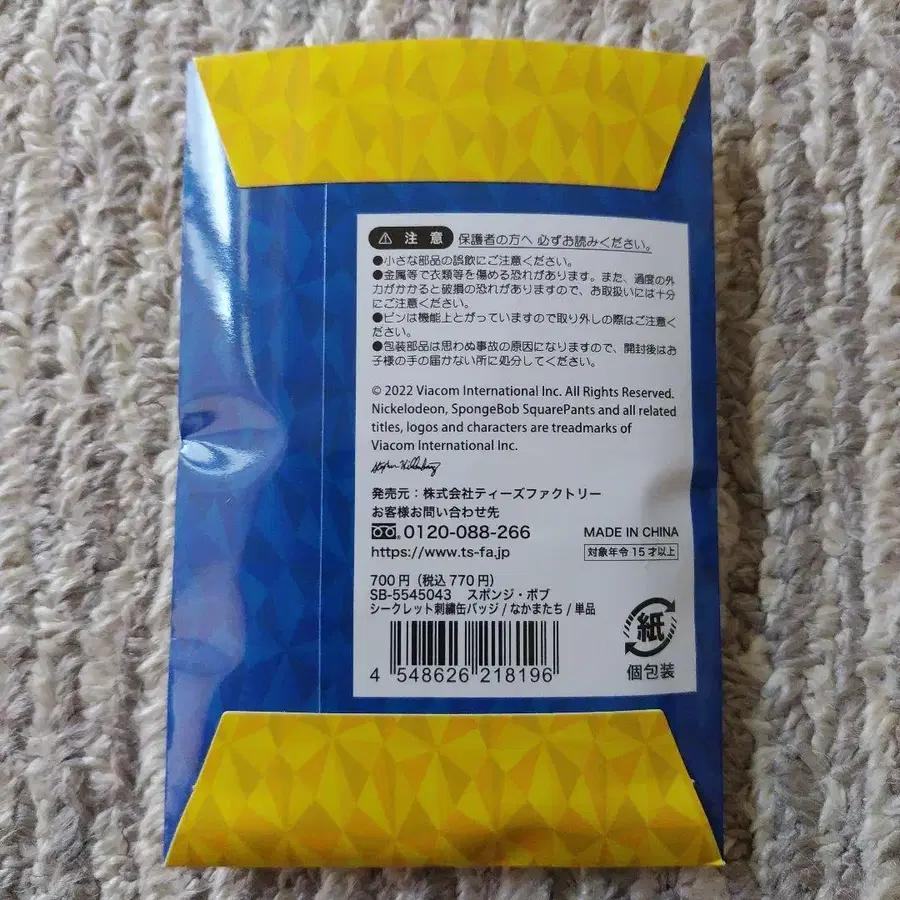 ⚠ 注意 保護者の方へ 必ずお読みください。
●小さな部品の誤飲にご注意ください。
●金属等で衣類等を傷める恐れがあります。また、過度の外
力がかかると破損の恐れがありますので、お取扱いには十分
にご注意ください。
●ピンは機能上とがっていますので取り外しの際はご注意く
ださい。
●包装部品は思わぬ事故の原因になりますので、開封後はお
子様の手の届かない所に処分してください。
© 2022 Viacom International Inc. All Rights Reserved.
Nickelodeon, SpongeBob SquarePants and all related
titles, logos and characters are treadmarks of
Viacom International Inc.
Stephen Hillenburg
発売元：株式会社ティーズファクトリー
お客様お問い合わせ先
0120-088-266
MADE IN CHINA
https://www.ts-fa.jp
対象年令 15才以上
700円（税込 770円）
SB-5545043 スポンジ・ボブ
シークレット刺繍缶バッジ / なかまたち / 単品
4 548626 218196
紙
個包装